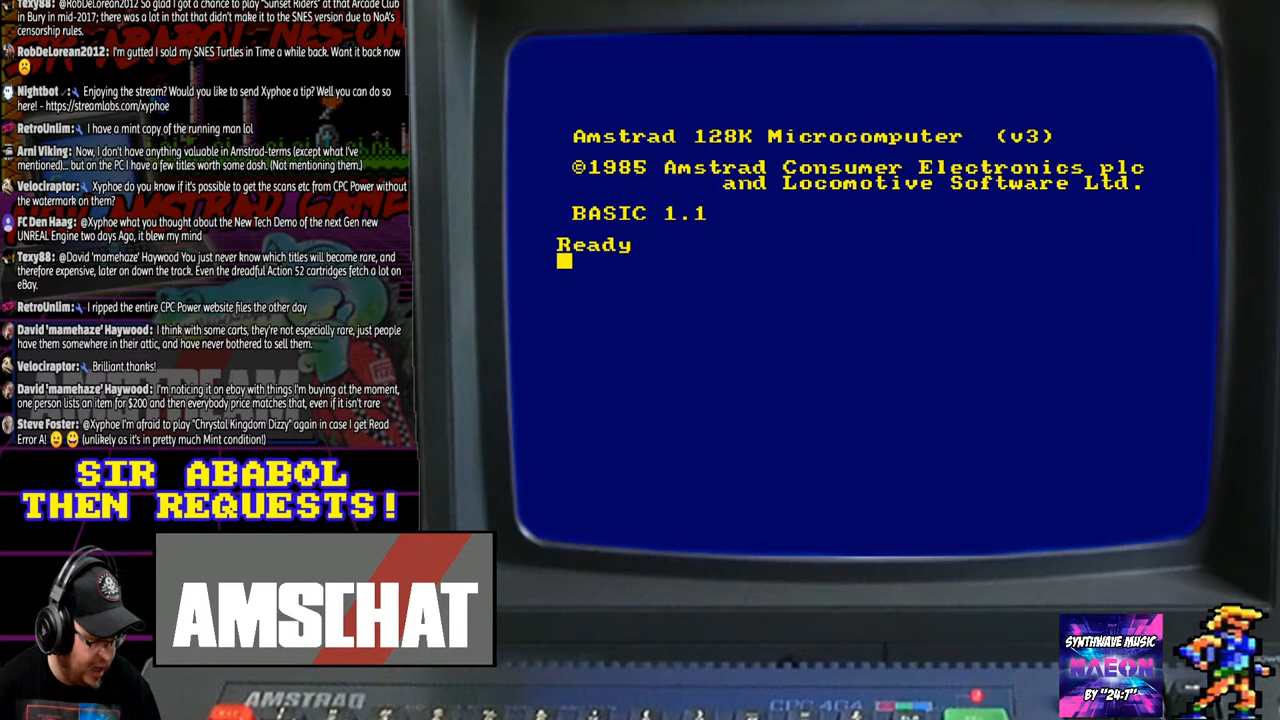 Texy88: @RobDeLorean2012 So glad I got a chance to play "Sunset Riders" at that Arcade Club
in Bury in mid-2017; there was a lot in that that didn't make it to the SNES version due to NoA's
censorship rules.
RobDeLorean2012: I'm gutted I sold my SNES Turtles in Time a while back. Want it back now
Nightbot: Enjoying the stream? Would you like to send Xyphoe a tip? Well you can do so
here! - https://streamlabs.com/xyphoe
RetroUnlim: I have a mint copy of the running man lol
Arni Viking: Now, I don't have anything valuable in Amstrad-terms (except what I've
mentioned)... but on the PC I have a few titles worth some dash. (Not mentioning them.)
Velociraptor: Xyphoe do you know if it's possible to get the scans etc from CPC Power without
the watermark on them?
FC Den Haag: @Xyphoe what you thought about the New Tech Demo of the next Gen new
UNREAL Engine two days Ago, it blew my mind
Texy88: @David 'mamehaze' Haywood You just never know which titles will become rare, and
therefore expensive, later on down the track. Even the dreadful Action 52 cartridges fetch a lot on
eBay.
RetroUnlim: I ripped the entire CPC Power website files the other day
David 'mamehaze' Haywood: I think with some carts, they're not especially rare, just people
have them somewhere in their attic, and have never bothered to sell them.
Velociraptor: Brilliant thanks!
David 'mamehaze' Haywood: I'm noticing it on ebay with things I'm buying at the moment,
one person lists an item for $200 and then everybody price matches that, even if it isn't rare
Steve Foster: @Xyphoe I'm afraid to play "Chrystal Kingdom Dizzy" again in case I get Read
Error A! (unlikely as it's in pretty much Mint condition!)
SIR ABABOL
THEN REQUESTS!
AMSCHAT
Amstrad 128K Microcomputer (v3)
©1985 Amstrad Consumer Electronics plc
and Locomotive Software Ltd.
BASIC 1.1
Ready
AMSTRAD
CPC464
SYNTHWAVE MUSIC
NAEON
BY "24:7"